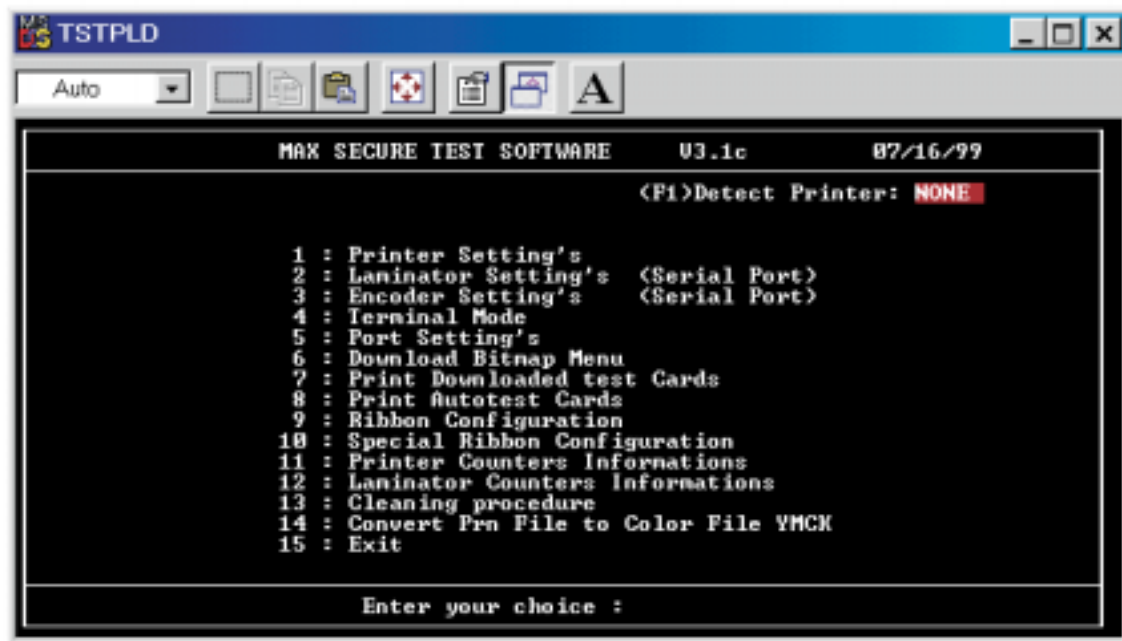 TSTPLD
Auto A
MAX SECURE TEST SOFTWARE V3.1c 07/16/99
(F1)Detect Printer: NONE
1 : Printer Setting's
2 : Laminator Setting's (Serial Port)
3 : Encoder Setting's (Serial Port)
4 : Terminal Mode
5 : Port Setting's
6 : Download Bitmap Menu
7 : Print Downloaded test Cards
8 : Print Autotest Cards
9 : Ribbon Configuration
10 : Special Ribbon Configuration
11 : Printer Counters Informations
12 : Laminator Counters Informations
13 : Cleaning procedure
14 : Convert Prn File to Color File YMCK
15 : Exit
Enter your choice :